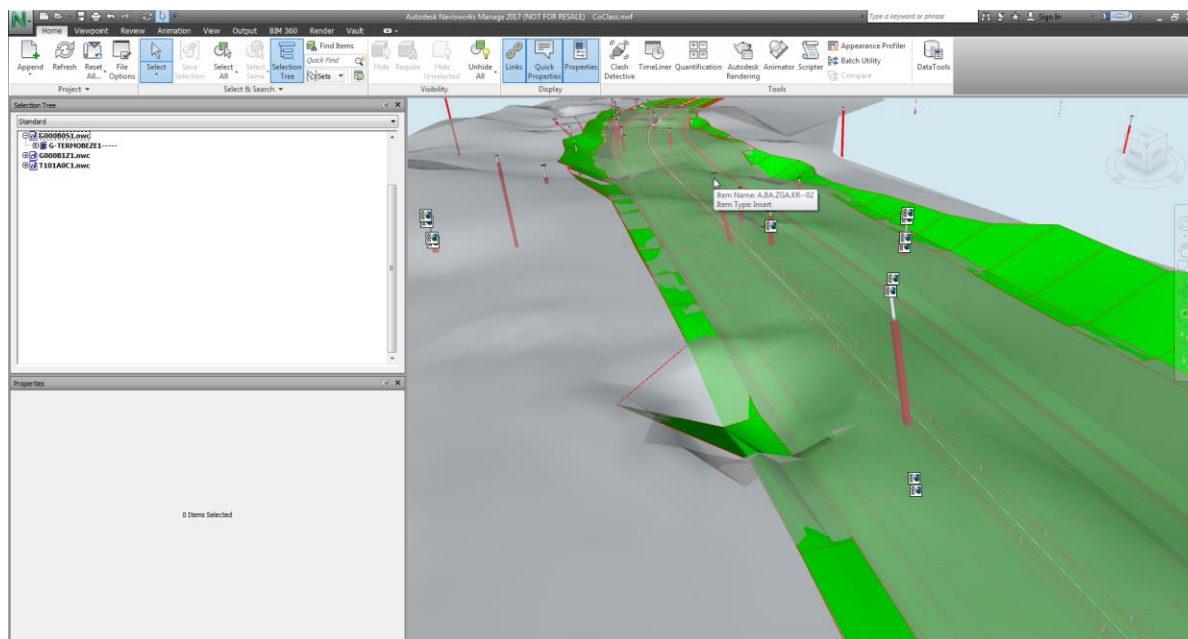 Autodesk Navisworks Manage 2017 (NOT FOR RESALE) CoClass.nwf
Type a keyword or phrase
Sign In
Home Viewpoint Review Animation View Output BIM 360 Render Vault
Append
Refresh
Reset All...
File Options
Project
Select
Save Selection
Select All
Select Same
Selection Tree
Find Items
Quick Find
Sets
Select & Search
Hide
Require
Hide Unselected
Unhide All
Visibility
Links
Quick Properties
Properties
Display
Clash Detective
TimeLiner
Quantification
Autodesk Rendering
Animator
Scripter
Appearance Profiler
Batch Utility
Compare
Tools
DataTools
Selection Tree
Standard
G000B0S1.nwc
G-TERMOBEZE1-----
G000B1Z1.nwc
T101A0C1.nwc
Properties
0 Items Selected
Item Name: A.BA.ZGA.KR--02
Item Type: Insert